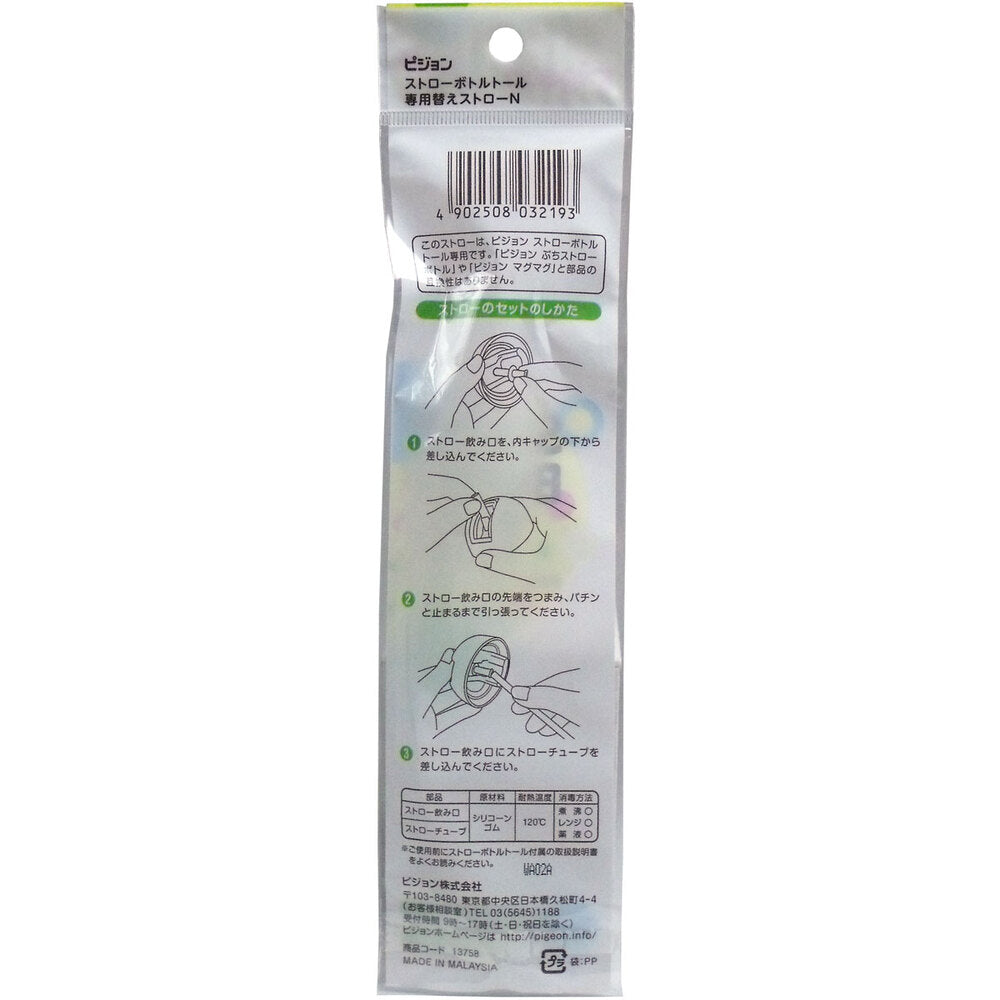 ピジョン
ストローボトルトール
専用替えストローN
4 902508 032193
このストローは、ピジョン ストローボトル
トール専用です。「ピジョン ぷちストロー
ボトル」や「ピジョン マグマグ」と部品の
互換性はありません。
ストローのセットのしかた
1 ストロー飲み口を、内キャップの下から
差し込んでください。
2 ストロー飲み口の先端をつまみ、パチン
と止まるまで引っ張ってください。
3 ストロー飲み口にストローチューブを
差し込んでください。
部品 原材料 耐熱温度 消毒方法
ストロー飲み口 シリコーンゴム 120℃ 煮沸○
ストローチューブ レンジ○
薬液○
※ご使用前にストローボトルトール付属の取扱説明書
をよくお読みください。
WA02A
ピジョン株式会社
〒103-8480 東京都中央区日本橋久松町4-4
(お客様相談室)TEL 03(5645)1188
受付時間 9時〜17時(土・日・祝日を除く)
ピジョンホームページは http://pigeon.info/
商品コード 13758
MADE IN MALAYSIA
プラ 袋:PP